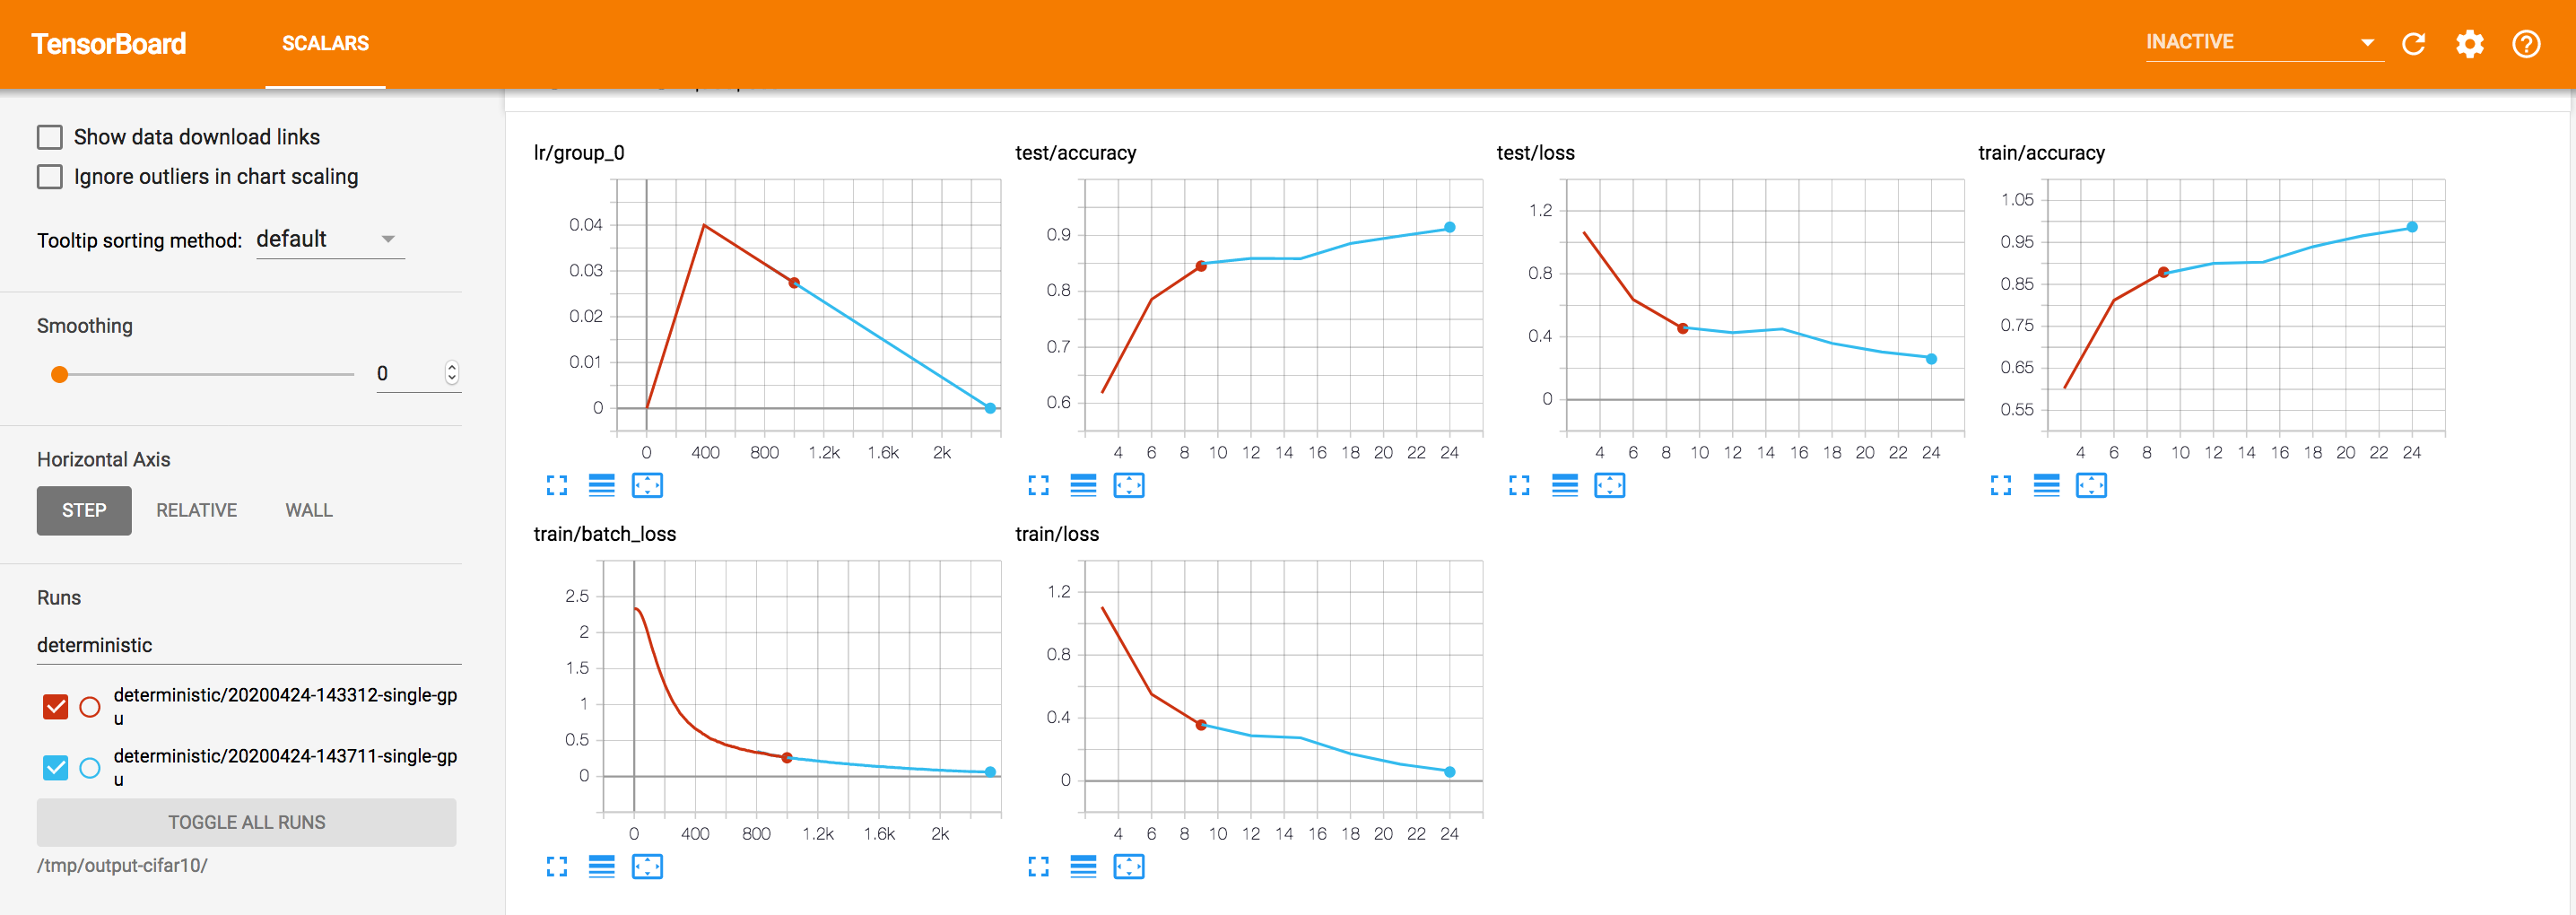 TensorBoard
SCALARS
INACTIVE
Show data download links
Ignore outliers in chart scaling
Tooltip sorting method: default
Smoothing
0
Horizontal Axis
STEP RELATIVE WALL
Runs
deterministic
deterministic/20200424-143312-single-gp
u
deterministic/20200424-143711-single-gp
u
TOGGLE ALL RUNS
/tmp/output-cifar10/
lr/group_0
0.04
0.03
0.02
0.01
0
0 400 800 1.2k 1.6k 2k
test/accuracy
0.9
0.8
0.7
0.6
4 6 8 10 12 14 16 18 20 22 24
test/loss
1.2
0.8
0.4
0
4 6 8 10 12 14 16 18 20 22 24
train/accuracy
1.05
0.95
0.85
0.75
0.65
0.55
4 6 8 10 12 14 16 18 20 22 24
train/batch_loss
2.5
2
1.5
1
0.5
0
0 400 800 1.2k 1.6k 2k
train/loss
1.2
0.8
0.4
0
4 6 8 10 12 14 16 18 20 22 24